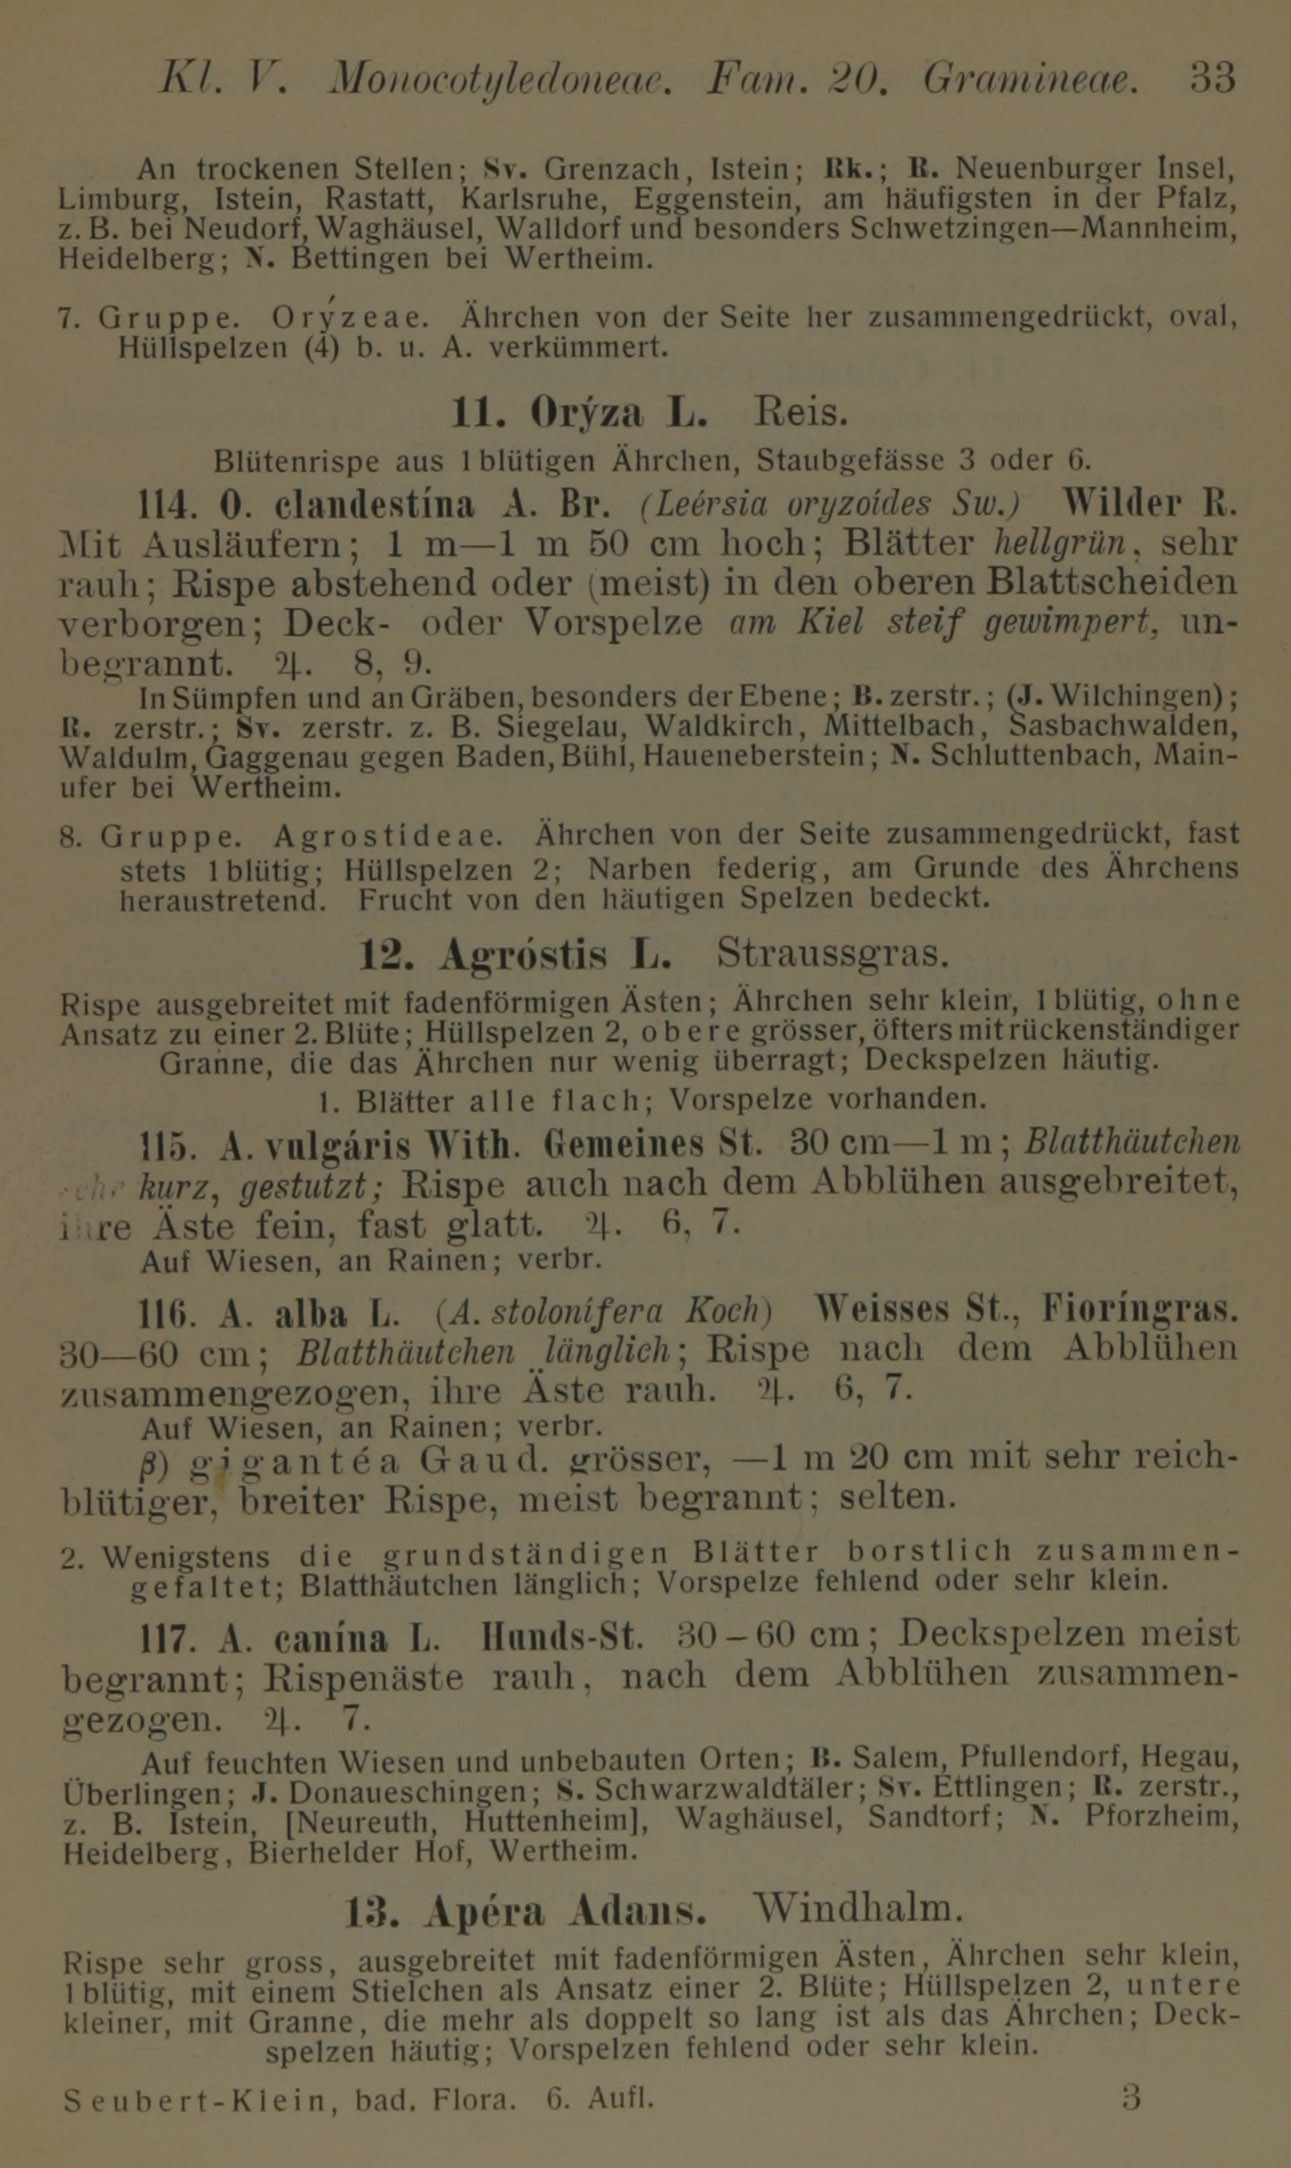 Kl. V. Monocotyledoneae. Fam. 20. Gramineae. 33
An trockenen Stellen; Sv. Grenzach, Istein; Rk.; R. Neuenburger Insel,
Limburg, Istein, Rastatt, Karlsruhe, Eggenstein, am häufigsten in der Pfalz,
z. B. bei Neudorf, Waghäusel, Walldorf und besonders Schwetzingen—Mannheim,
Heidelberg; N. Bettingen bei Wertheim.
7. Gruppe. Orýzeae. Ährchen von der Seite her zusammengedrückt, oval,
Hüllspelzen (4) b. u. A. verkümmert.
11. Orýza L. Reis.
Blütenrispe aus 1blütigen Ährchen, Staubgefässe 3 oder 6.
114. O. clandestína A. Br. (Leérsia oryzoídes Sw.) Wilder R.
Mit Ausläufern; 1 m—1 m 50 cm hoch; Blätter hellgrün, sehr
rauh; Rispe abstehend oder (meist) in den oberen Blattscheiden
verborgen; Deck- oder Vorspelze am Kiel steif gewimpert, un-
begrannt. ♃. 8, 9.
In Sümpfen und an Gräben, besonders der Ebene; B. zerstr.; (J. Wilchingen);
R. zerstr.; Sv. zerstr. z. B. Siegelau, Waldkirch, Mittelbach, Sasbachwalden,
Waldulm, Gaggenau gegen Baden, Bühl, Haueneberstein; N. Schluttenbach, Main-
ufer bei Wertheim.
8. Gruppe. Agrostídeae. Ährchen von der Seite zusammengedrückt, fast
stets 1blütig; Hüllspelzen 2; Narben federig, am Grunde des Ährchens
heraustretend. Frucht von den häutigen Spelzen bedeckt.
12. Agróstis L. Straussgras.
Rispe ausgebreitet mit fadenförmigen Ästen; Ährchen sehr klein, 1blütig, ohne
Ansatz zu einer 2. Blüte; Hüllspelzen 2, obere grösser, öfters mit rückenständiger
Granne, die das Ährchen nur wenig überragt; Deckspelzen häutig.
1. Blätter alle flach; Vorspelze vorhanden.
115. A. vulgáris With. Gemeines St. 30 cm—1 m; Blatthäutchen
sehr kurz, gestutzt; Rispe auch nach dem Abblühen ausgebreitet,
ihre Äste fein, fast glatt. ♃. 6, 7.
Auf Wiesen, an Rainen; verbr.
116. A. alba L. (A. stolonífera Koch) Weisses St., Fioríngras.
30—60 cm; Blatthäutchen länglich; Rispe nach dem Abblühen
zusammengezogen, ihre Äste rauh. ♃. 6, 7.
Auf Wiesen, an Rainen; verbr.
β) gigantéa Gaud. grösser, —1 m 20 cm mit sehr reich-
blütiger, breiter Rispe, meist begrannt; selten.
2. Wenigstens die grundständigen Blätter borstlich zusammen-
gefaltet; Blatthäutchen länglich; Vorspelze fehlend oder sehr klein.
117. A. canína L. Hunds-St. 30–60 cm; Deckspelzen meist
begrannt; Rispenäste rauh, nach dem Abblühen zusammen-
gezogen. ♃. 7.
Auf feuchten Wiesen und unbebauten Orten; B. Salem, Pfullendorf, Hegau,
Überlingen; J. Donaueschingen; S. Schwarzwaldtäler; Sv. Ettlingen; R. zerstr.,
z. B. Istein, [Neureuth, Huttenheim], Waghäusel, Sandtorf; N. Pforzheim,
Heidelberg, Bierhelder Hof, Wertheim.
13. Apéra Adans. Windhalm.
Rispe sehr gross, ausgebreitet mit fadenförmigen Ästen, Ährchen sehr klein,
1blütig, mit einem Stielchen als Ansatz einer 2. Blüte; Hüllspelzen 2, untere
kleiner, mit Granne, die mehr als doppelt so lang ist als das Ährchen; Deck-
spelzen häutig; Vorspelzen fehlend oder sehr klein.
Seubert-Klein, bad. Flora. 6. Aufl. 3